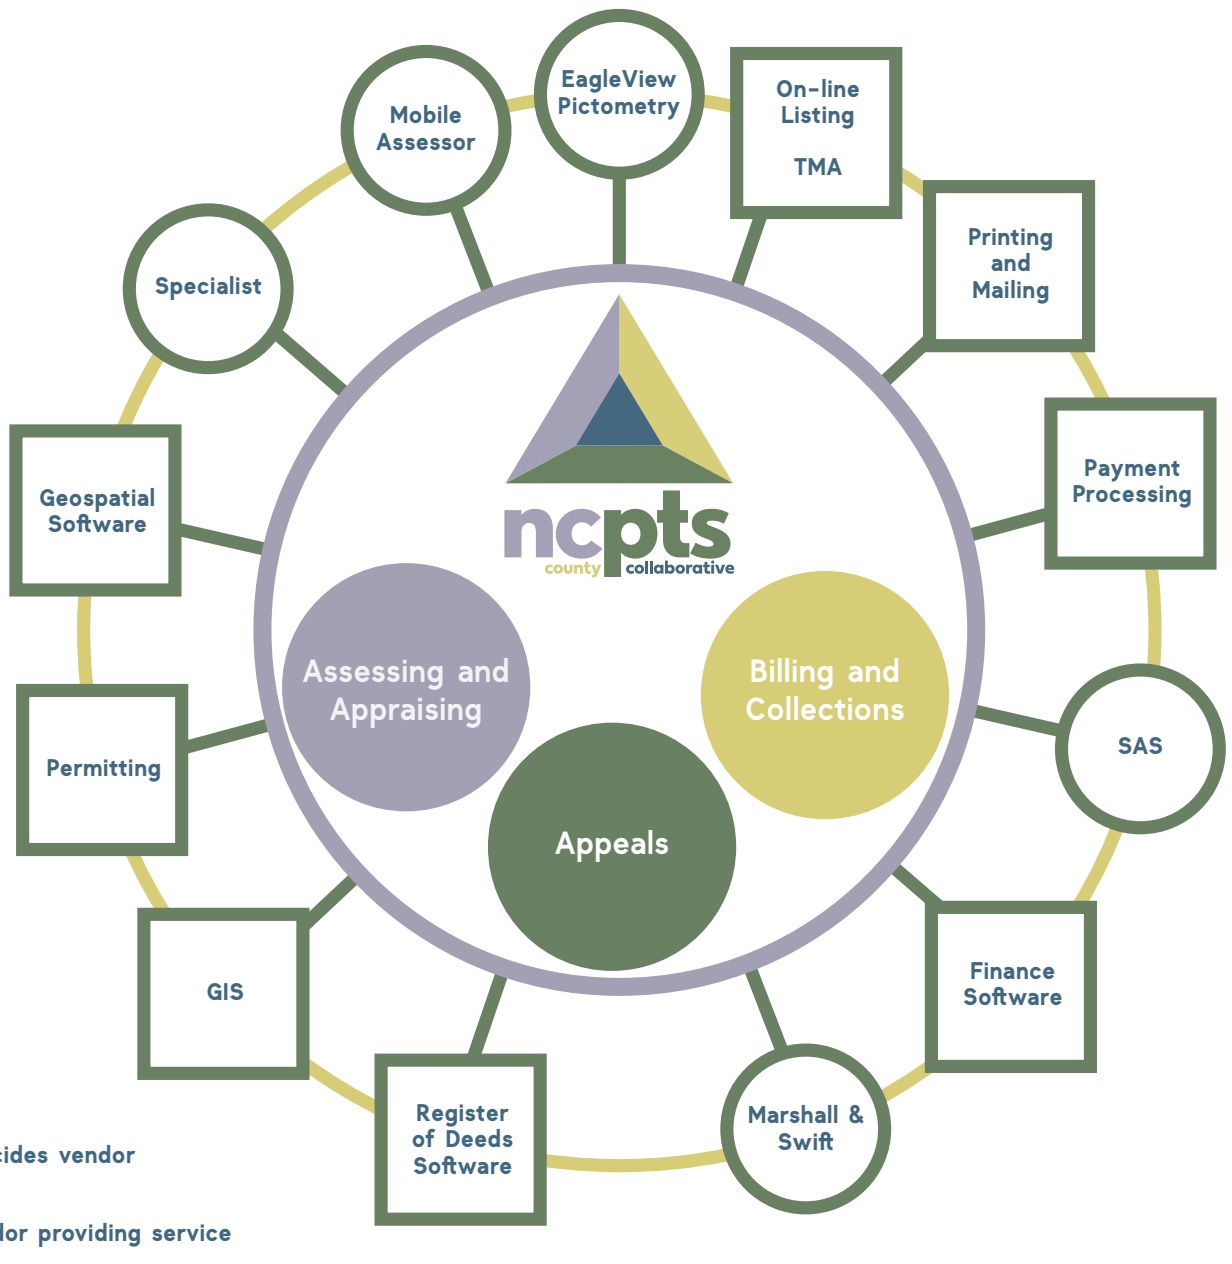 EagleView
Pictometry
On-line
Listing
TMA
Mobile
Assessor
Printing
and
Mailing
Specialist
Payment
Processing
Geospatial
Software
ncpts
county collaborative
Assessing and
Appraising
Billing and
Collections
SAS
Permitting
Appeals
Finance
Software
GIS
Register
of Deeds
Software
Marshall &
Swift
vendor
providing service